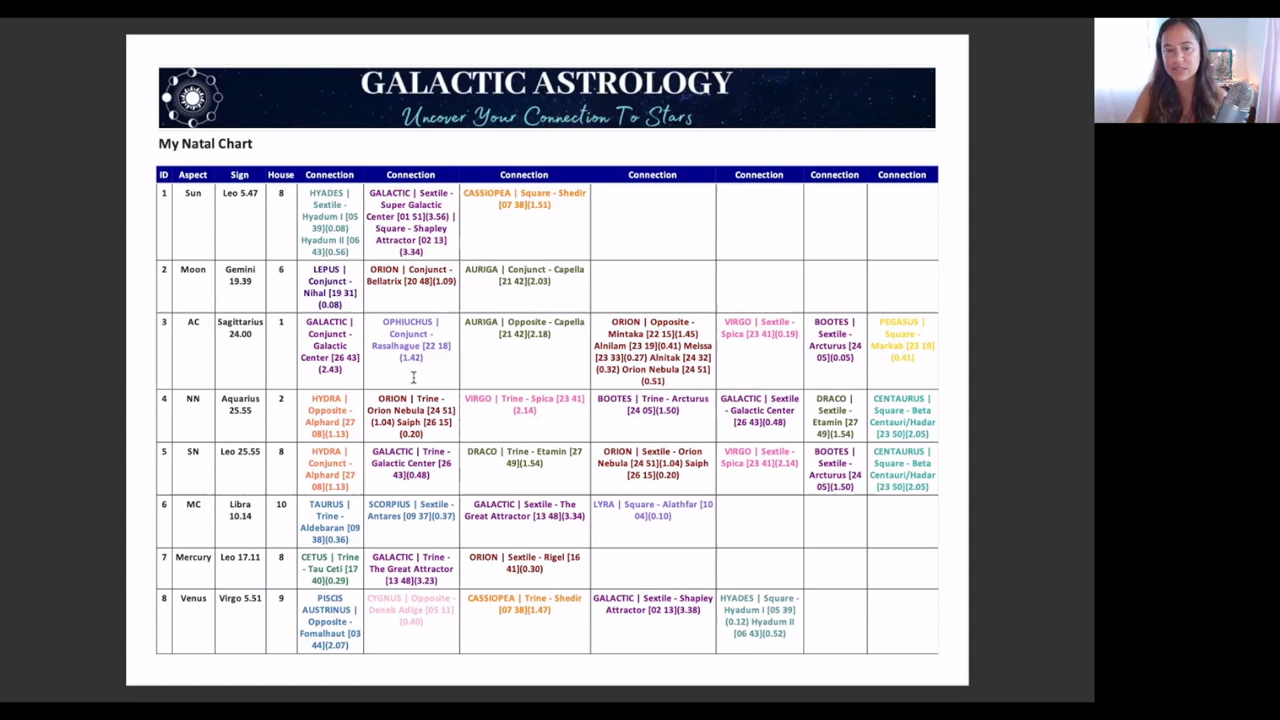 GALACTIC ASTROLOGY
Uncover Your Connection To Stars
My Natal Chart
ID Aspect Sign House Connection Connection Connection Connection Connection Connection Connection
1 Sun Leo 5.47 8
HYADES |
Sextile -
Hyadum I [05
39](0.08)
Hyadum II [06
43](0.56)
GALACTIC | Sextile -
Super Galactic
Center [01 51](3.56) |
Square - Shapley
Attractor [02 13]
(3.34)
CASSIOPEA | Square - Shedir
[07 38](1.51)
2 Moon Gemini
19.39
6
LEPUS |
Conjunct -
Nihal [19 31]
(0.08)
ORION | Conjunct -
Bellatrix [20 48](1.09)
AURIGA | Conjunct - Capella
[21 42](2.03)
3 AC Sagittarius
24.00
1
GALACTIC |
Conjunct -
Galactic
Center [26 43]
(2.43)
OPHIUCHUS |
Conjunct -
Rasalhague [22 18]
(1.42)
AURIGA | Opposite - Capella
[21 42](2.18)
ORION | Opposite -
Mintaka [22 15](1.45)
Alnilam [23 19](0.41) Meissa
[23 33](0.27) Alnitak [24 32]
(0.32) Orion Nebula [24 51]
(0.51)
VIRGO | Sextile -
Spica [23 41](0.19)
BOOTES |
Sextile -
Arcturus [24
05](0.05)
PEGASUS |
Square -
Markab [23 19]
(0.41)
4 NN Aquarius
25.55
2
HYDRA |
Opposite -
Alphard [27
08](1.13)
ORION | Trine -
Orion Nebula [24 51]
(1.04) Saiph [26 15]
(0.20)
VIRGO | Trine - Spica [23 41]
(2.14)
BOOTES | Trine - Arcturus
[24 05](1.50)
GALACTIC | Sextile
- Galactic Center
[26 43](0.48)
DRACO |
Sextile -
Etamin [27
49](1.54)
CENTAURUS |
Square - Beta
Centauri/Hadar
[23 50](2.05)
5 SN Leo 25.55 8
HYDRA |
Conjunct -
Alphard [27
08](1.13)
GALACTIC | Trine -
Galactic Center [26
43](0.48)
DRACO | Trine - Etamin [27
49](1.54)
ORION | Sextile - Orion
Nebula [24 51](1.04) Saiph
[26 15](0.20)
VIRGO | Sextile -
Spica [23 41](2.14)
BOOTES |
Sextile -
Arcturus [24
05](1.50)
CENTAURUS |
Square - Beta
Centauri/Hadar
[23 50](2.05)
6 MC Libra
10.14
10
TAURUS |
Trine -
Aldebaran [09
38](0.36)
SCORPIUS | Sextile -
Antares [09 37](0.37)
GALACTIC | Sextile - The
Great Attractor [13 48](3.34)
LYRA | Square - Alathfar [10
04](0.10)
7 Mercury Leo 17.11 8
CETUS | Trine
- Tau Ceti [17
40](0.29)
GALACTIC | Trine -
The Great Attractor
[13 48](3.23)
ORION | Sextile - Rigel [16
41](0.30)
8 Venus Virgo 5.51 9
PISCIS
AUSTRINUS |
Opposite -
Fomalhaut [03
44](2.07)
CYGNUS | Opposite -
Deneb Adige [05 11]
(0.40)
CASSIOPEA | Trine - Shedir
[07 38](1.47)
GALACTIC | Sextile - Shapley
Attractor [02 13](3.38)
HYADES | Square -
Hyadum I [05 39]
(0.12) Hyadum II
[06 43](0.52)